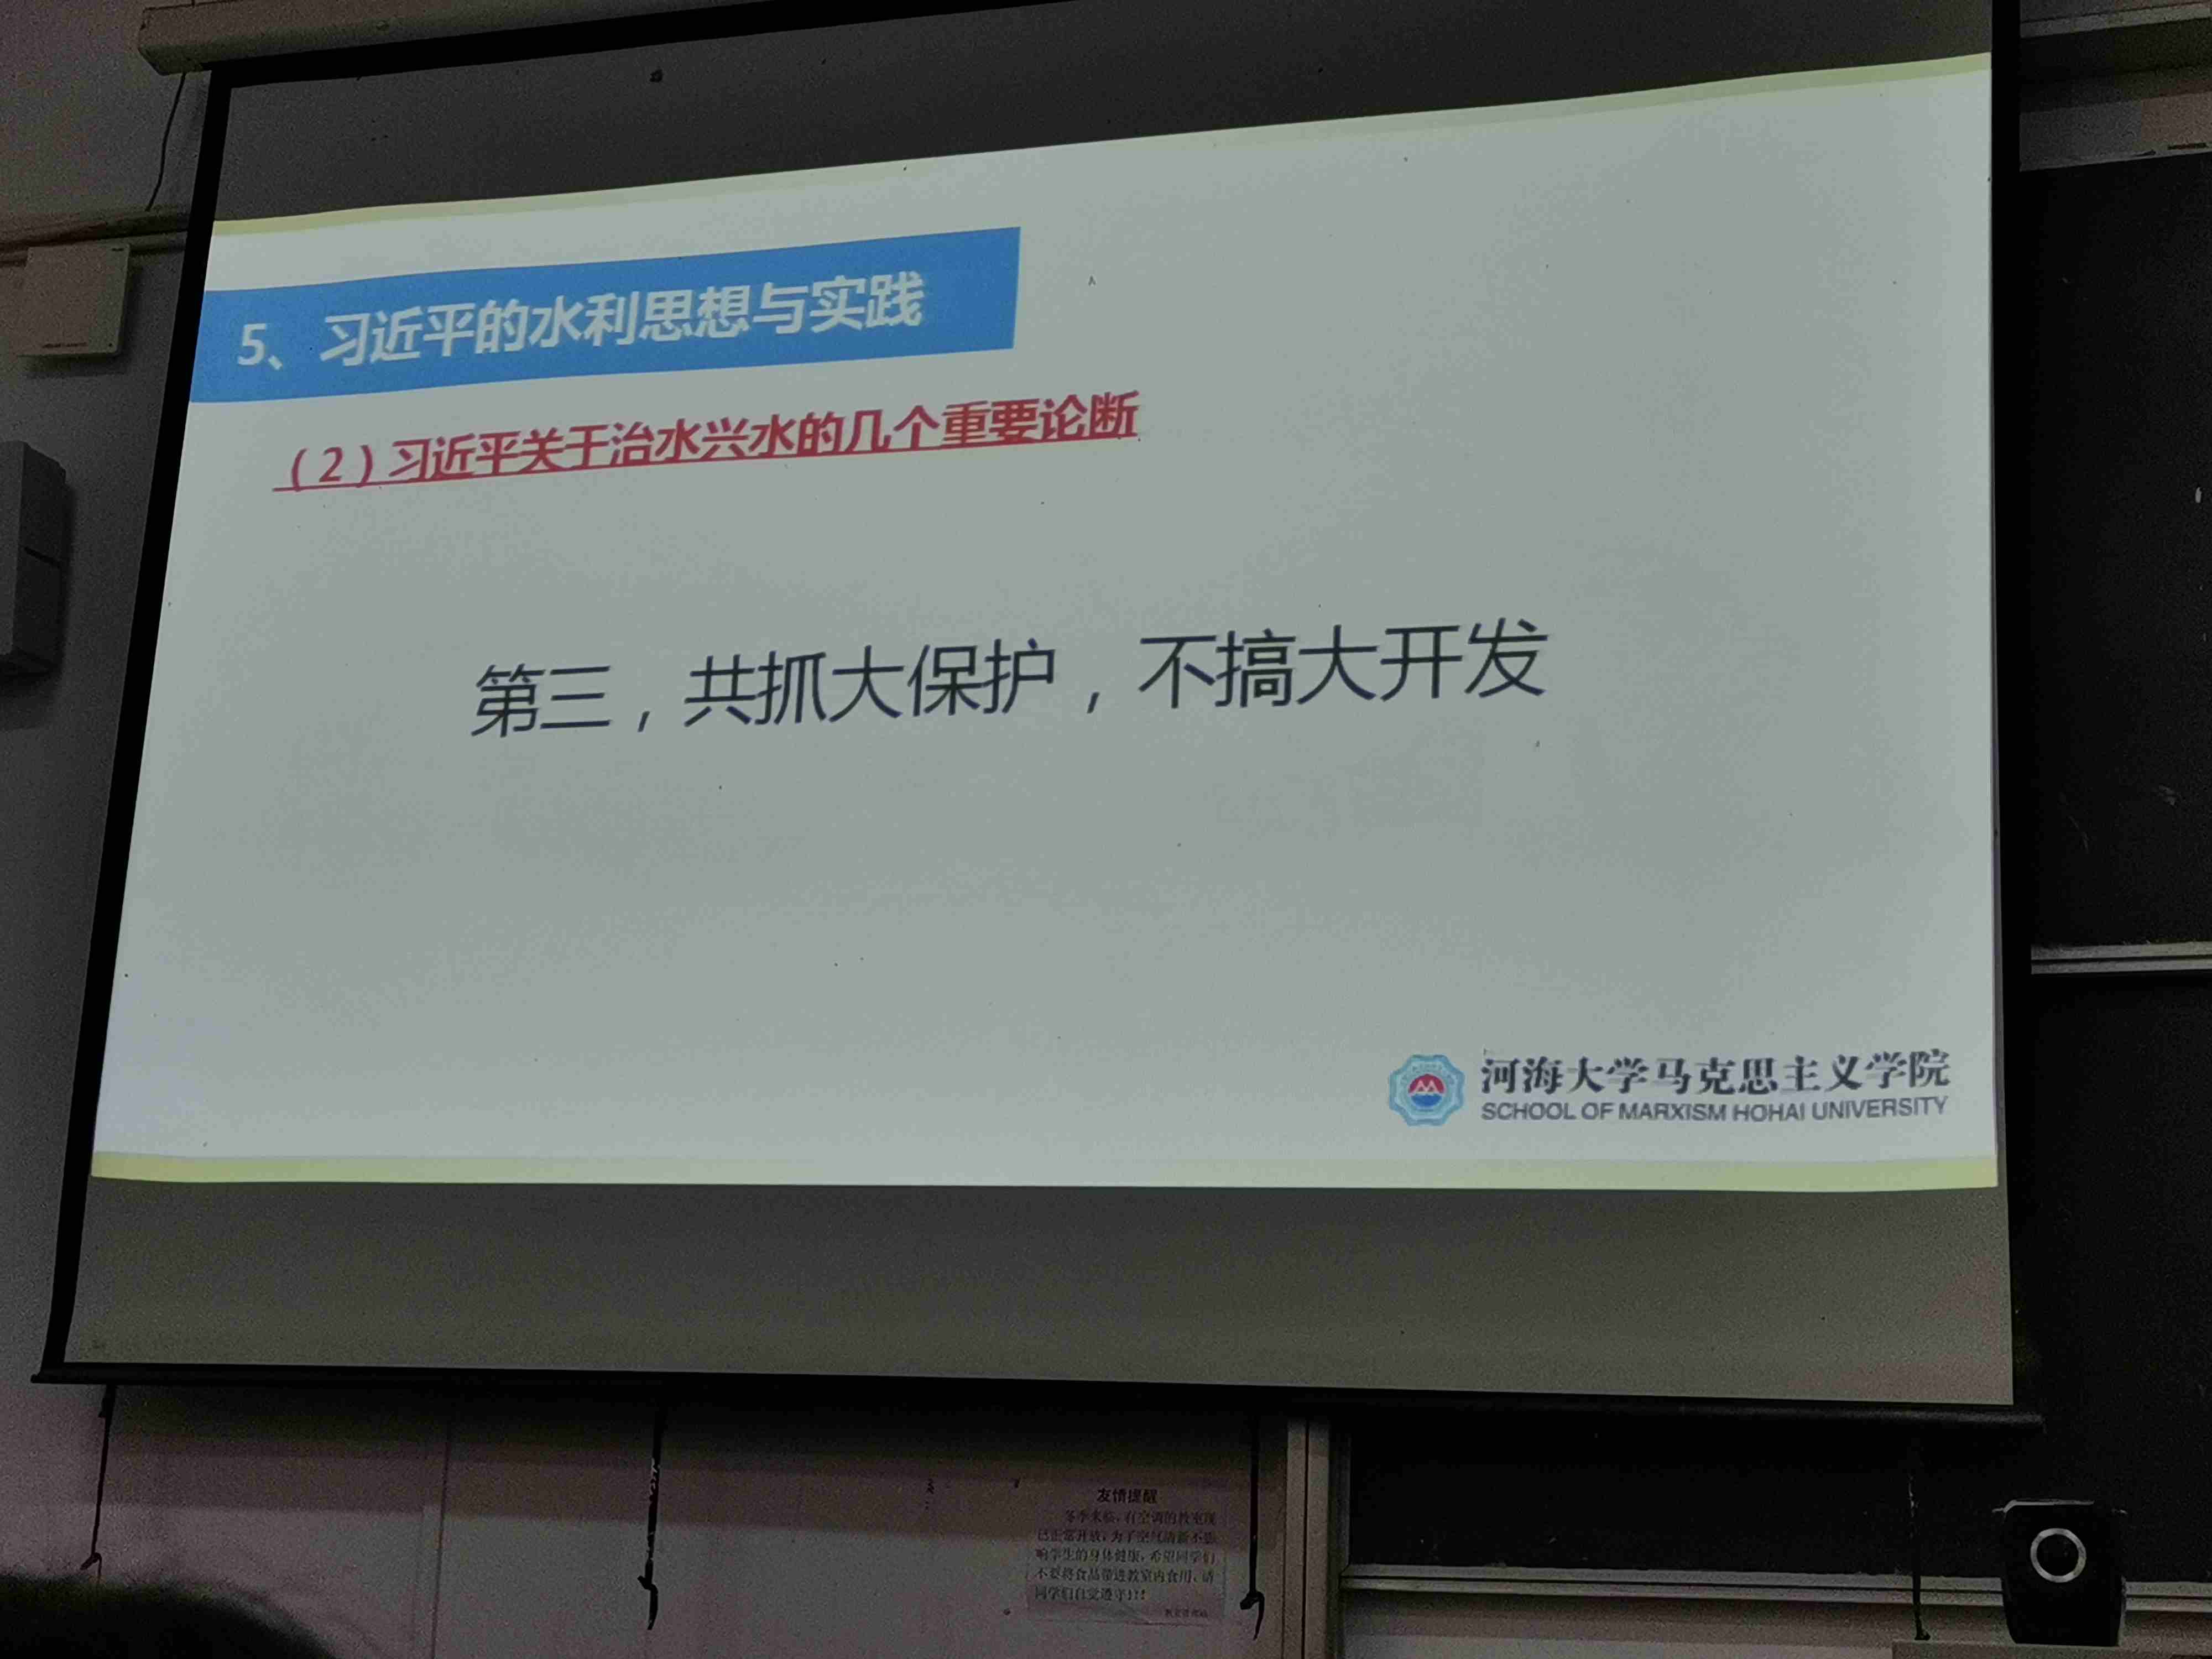 5、习近平的水利思想与实践
（2）习近平关于治水兴水的几个重要论断
第三，共抓大保护，不搞大开发
河海大学马克思主义学院
SCHOOL OF MARXISM HOHAI UNIVERSITY
友情提醒
冬季来临，有空调的教室现
已正常开放，为了空气清新不影
响学生的身体健康，希望同学们
不要将食品带进教室内食用，请
同学们自觉遵守！！！